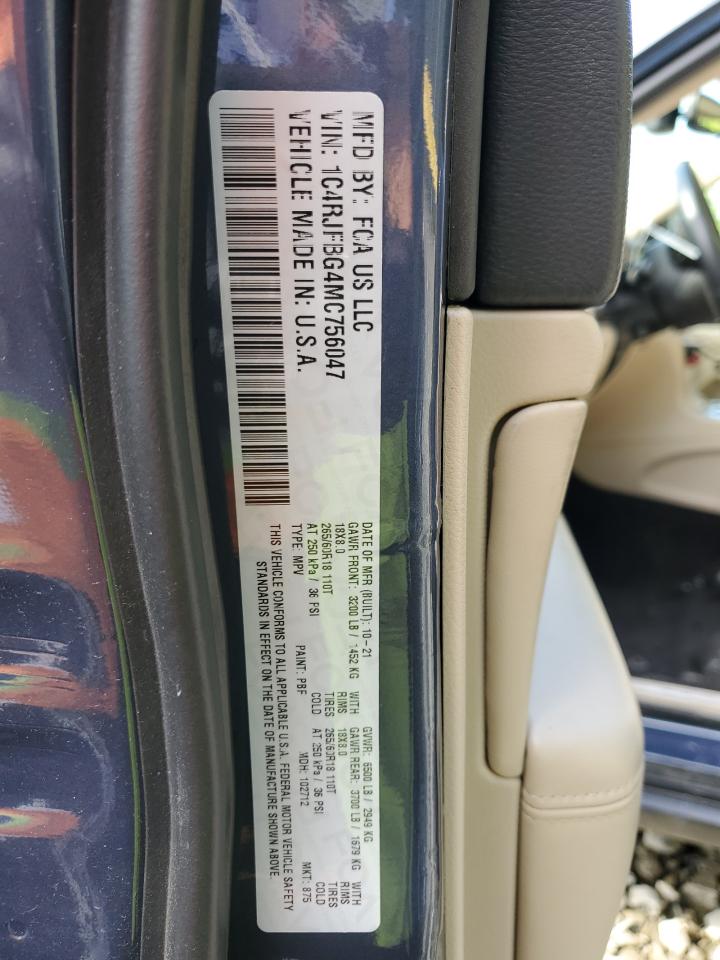 MFD BY: FCA US LLC
VIN: 1C4RJFBG4MC756047
VEHICLE MADE IN: U.S.A.
DATE OF MFR (BUILT): 10-21 GVWR: 6500 LB / 2949 KG
GAWR FRONT: 3200 LB / 1452 KG WITH GAWR REAR: 3700 LB / 1679 KG WITH
18X8.0 RIMS 18X8.0 RIMS
265/60R18 110T TIRES 265/60R18 110T TIRES
AT 250 kPa / 36 PSI COLD AT 250 kPa / 36 PSI COLD
TYPE: MPV PAINT: PBF MDH: 102712 MKT: 875
THIS VEHICLE CONFORMS TO ALL APPLICABLE U.S.A. FEDERAL MOTOR VEHICLE SAFETY
STANDARDS IN EFFECT ON THE DATE OF MANUFACTURE SHOWN ABOVE.